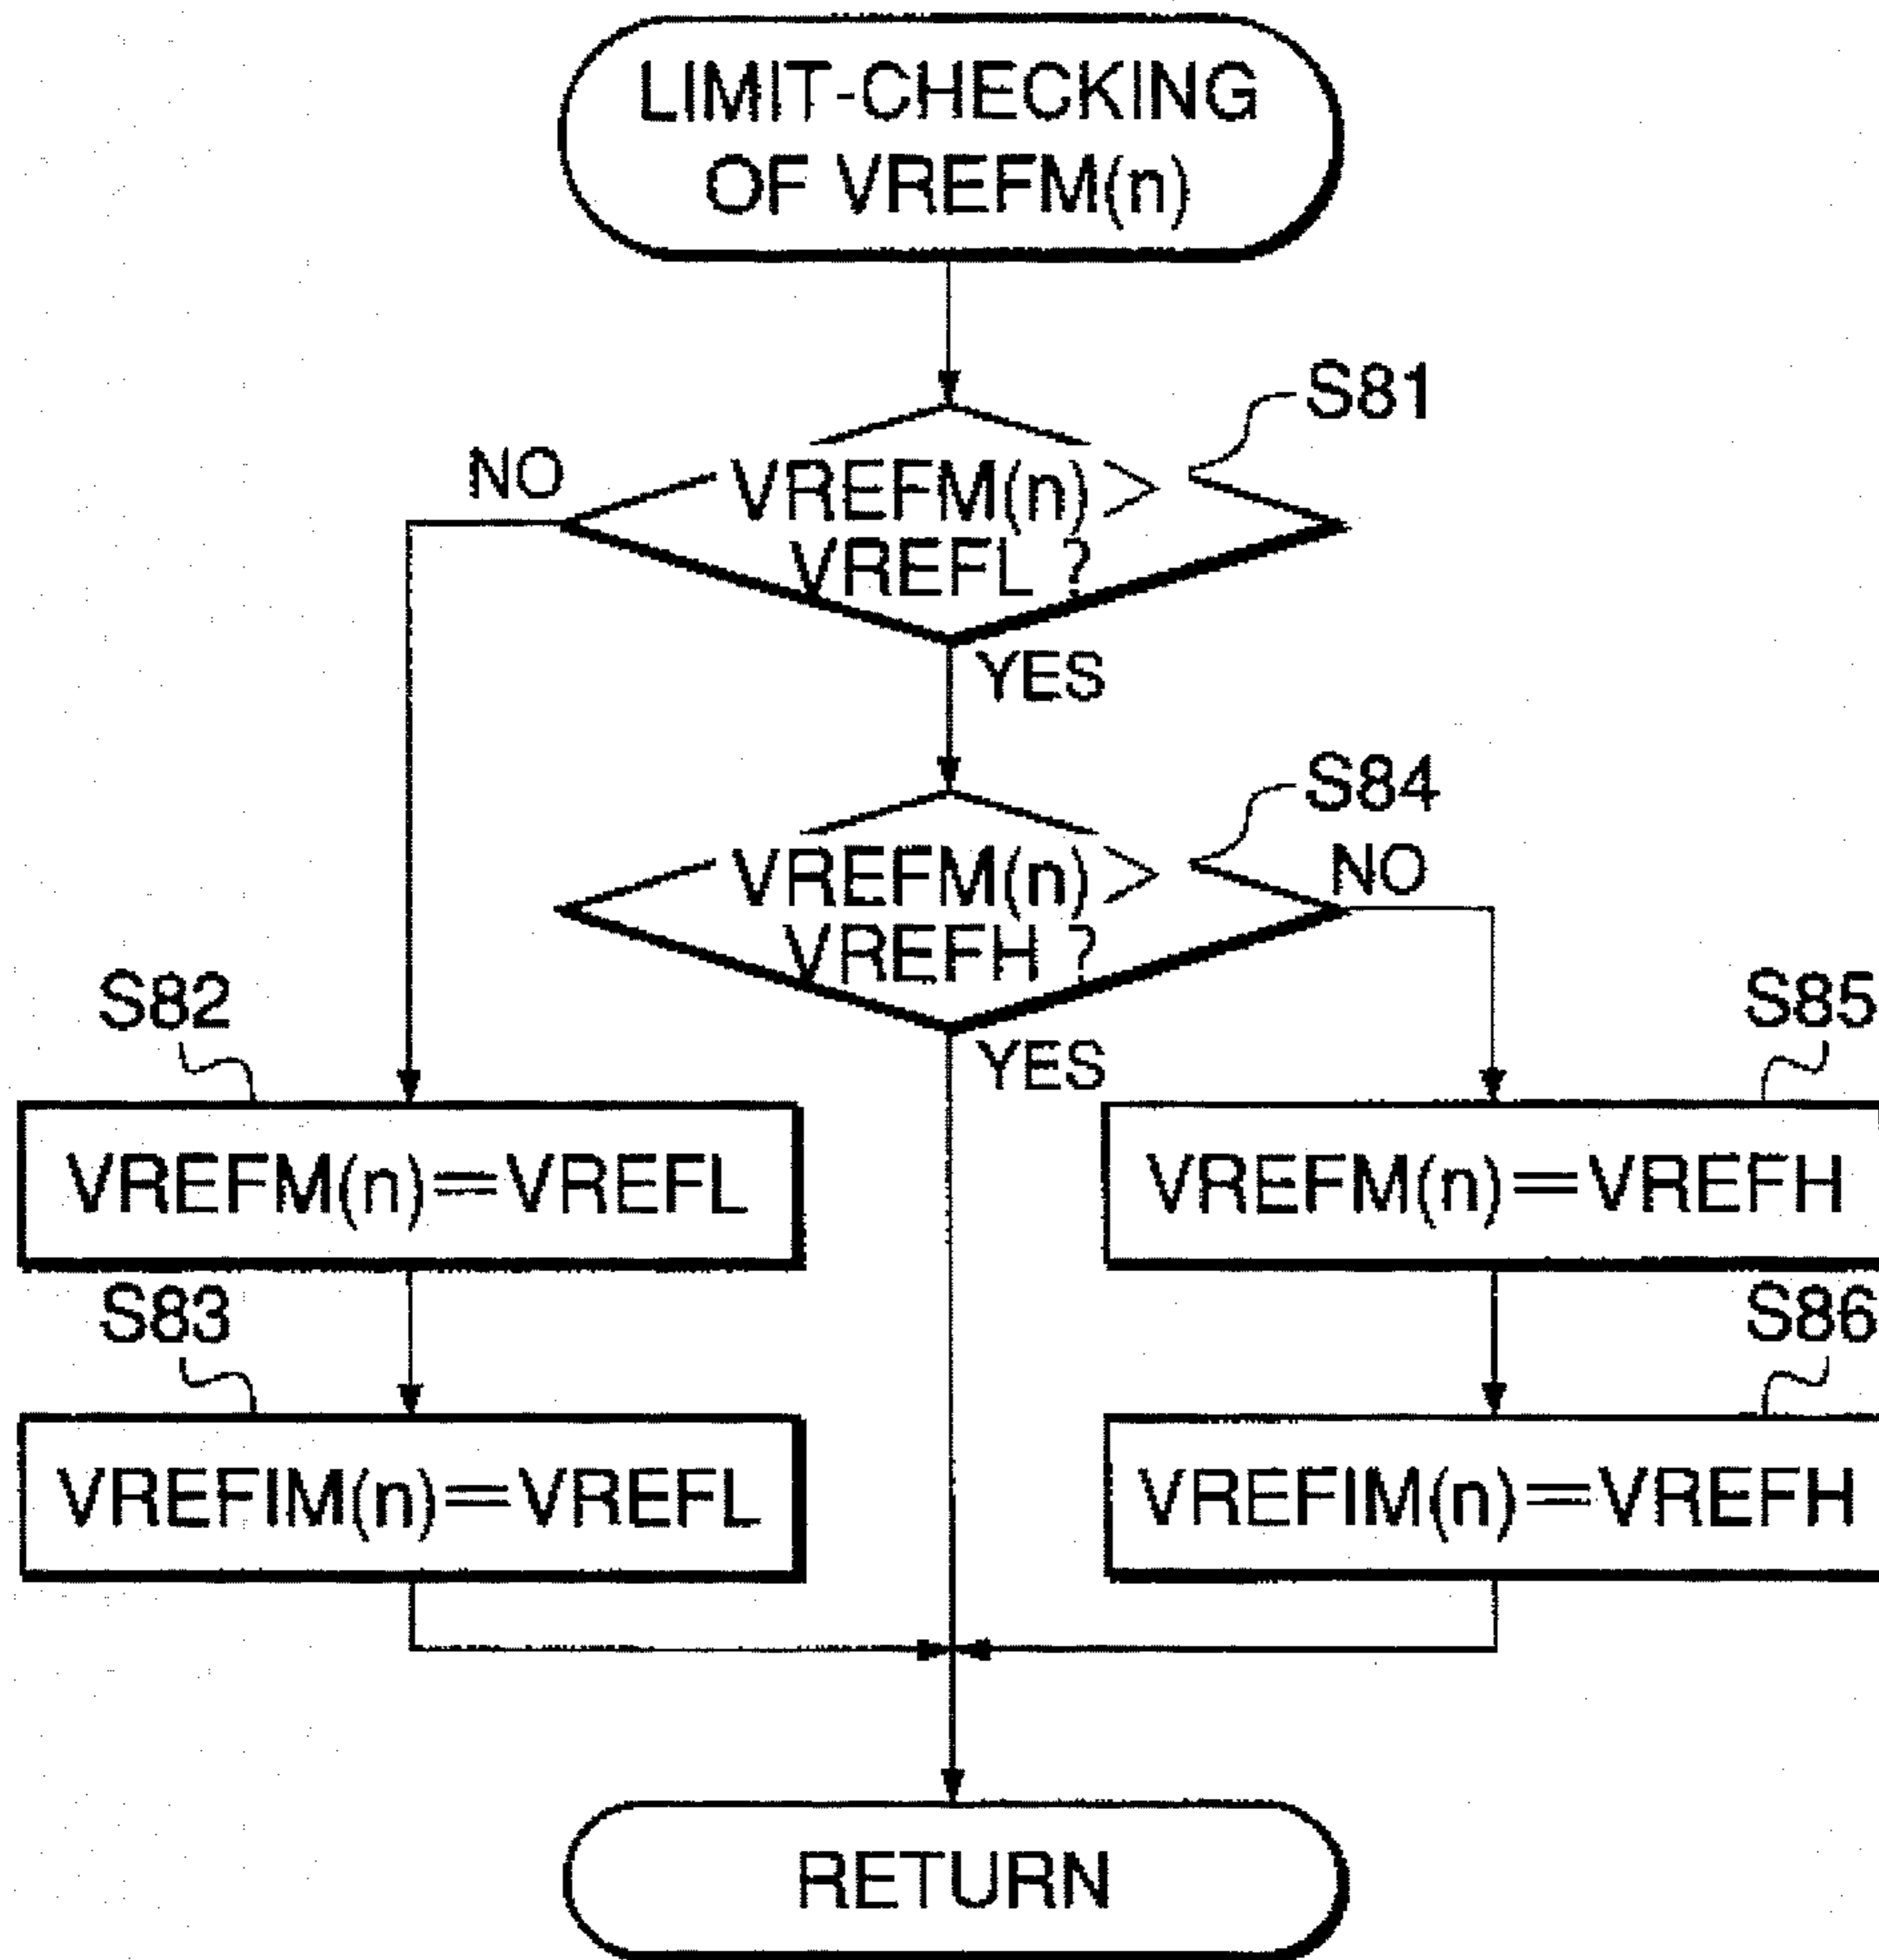 LIMIT-CHECKING
OF VREFM(n)
S81
NO
VREFM(n) >
VREFL ?
YES
S84
VREFM(n) >
NO
VREFH ?
YES
S82
S85
VREFM(n)=VREFL
VREFM(n)=VREFH
S83
S86
VREFIM(n)=VREFL
VREFIM(n)=VREFH
RETURN